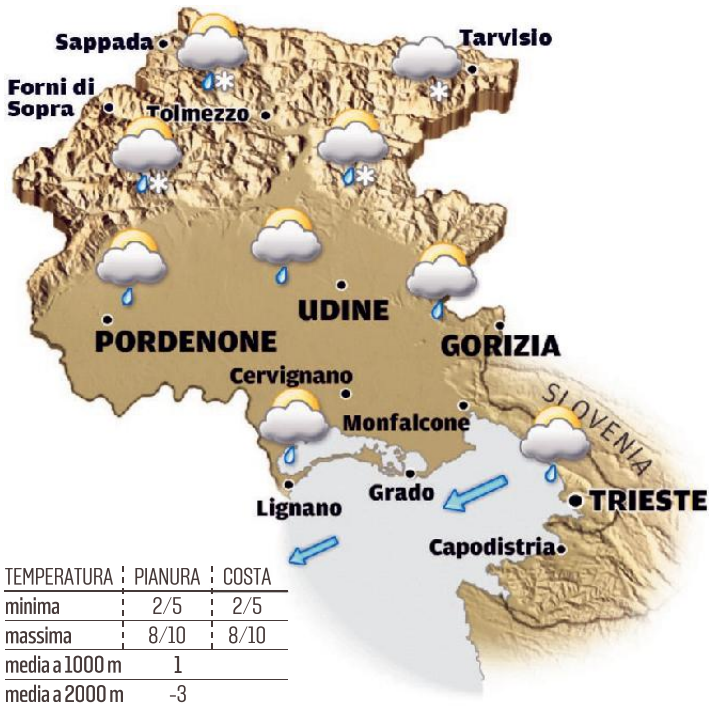 Sappada
Tarvisio
Forni di
Sopra
Tolmezzo
UDINE
PORDENONE
GORIZIA
Cervignano
SLOVENIA
Monfalcone
Grado
Lignano
TRIESTE
Capodistria
TEMPERATURA PIANURA COSTA
minima 2/5 2/5
massima 8/10 8/10
media a 1000 m 1
media a 2000 m -3